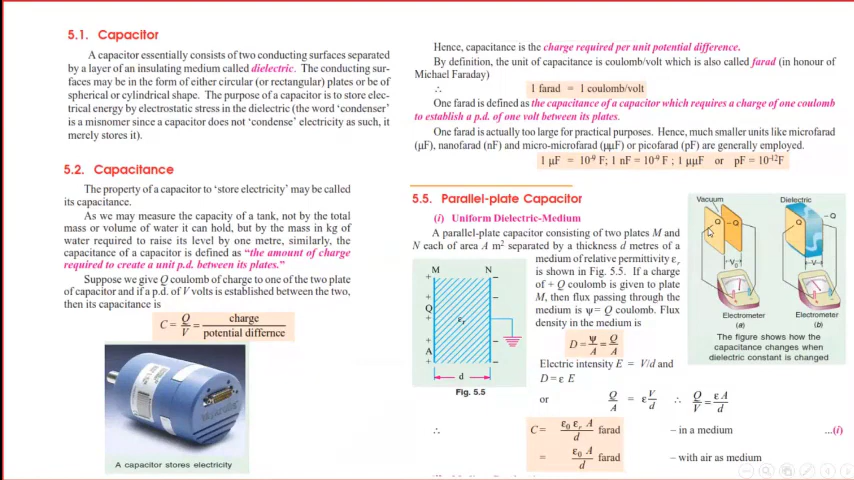 5.1. Capacitor
A capacitor essentially consists of two conducting surfaces separated
by a layer of an insulating medium called dielectric. The conducting sur-
faces may be in the form of either circular (or rectangular) plates or be of
spherical or cylindrical shape. The purpose of a capacitor is to store elec-
trical energy by electrostatic stress in the dielectric (the word ‘condenser’
is a misnomer since a capacitor does not ‘condense’ electricity as such, it
merely stores it).
5.2. Capacitance
The property of a capacitor to ‘store electricity’ may be called
its capacitance.
As we may measure the capacity of a tank, not by the total
mass or volume of water it can hold, but by the mass in kg of
water required to raise its level by one metre, similarly, the
capacitance of a capacitor is defined as “the amount of charge
required to create a unit p.d. between its plates.”
Suppose we give Q coulomb of charge to one of the two plate
of capacitor and if a p.d. of V volts is established between the two,
then its capacitance is
C = Q/V = charge/potential differnce
A capacitor stores electricity
Hence, capacitance is the charge required per unit potential difference.
By definition, the unit of capacitance is coulomb/volt which is also called farad (in honour of
Michael Faraday)
∴ 1 farad = 1 coulomb/volt
One farad is defined as the capacitance of a capacitor which requires a charge of one coulomb
to establish a p.d. of one volt between its plates.
One farad is actually too large for practical purposes. Hence, much smaller units like microfarad
(μF), nanofarad (nF) and micro-microfarad (μμF) or picofarad (pF) are generally employed.
1 μF = 10⁻⁹ F; 1 nF = 10⁻⁹ F ; 1 μμF or pF = 10⁻¹²F
5.5. Parallel-plate Capacitor
(i) Uniform Dielectric-Medium
A parallel-plate capacitor consisting of two plates M and
N each of area A m² separated by a thickness d metres of a
medium of relative permittivity εr
is shown in Fig. 5.5. If a charge
of + Q coulomb is given to plate
M, then flux passing through the
medium is ψ = Q coulomb. Flux
density in the medium is
D = ψ/A = Q/A
Electric intensity E = V/d and
D = ε E
or Q/A = ε V/d ∴ Q/V = ε A/d
∴ C = ε0 εr A/d farad – in a medium ...(i)
= ε0 A/d farad – with air as medium
M N
Q
εr
A
d
Fig. 5.5
Vacuum Dielectric
Q –Q Q –Q
V0 V
Electrometer Electrometer
(a) (b)
The figure shows how the
capacitance changes when
dielectric constant is changed